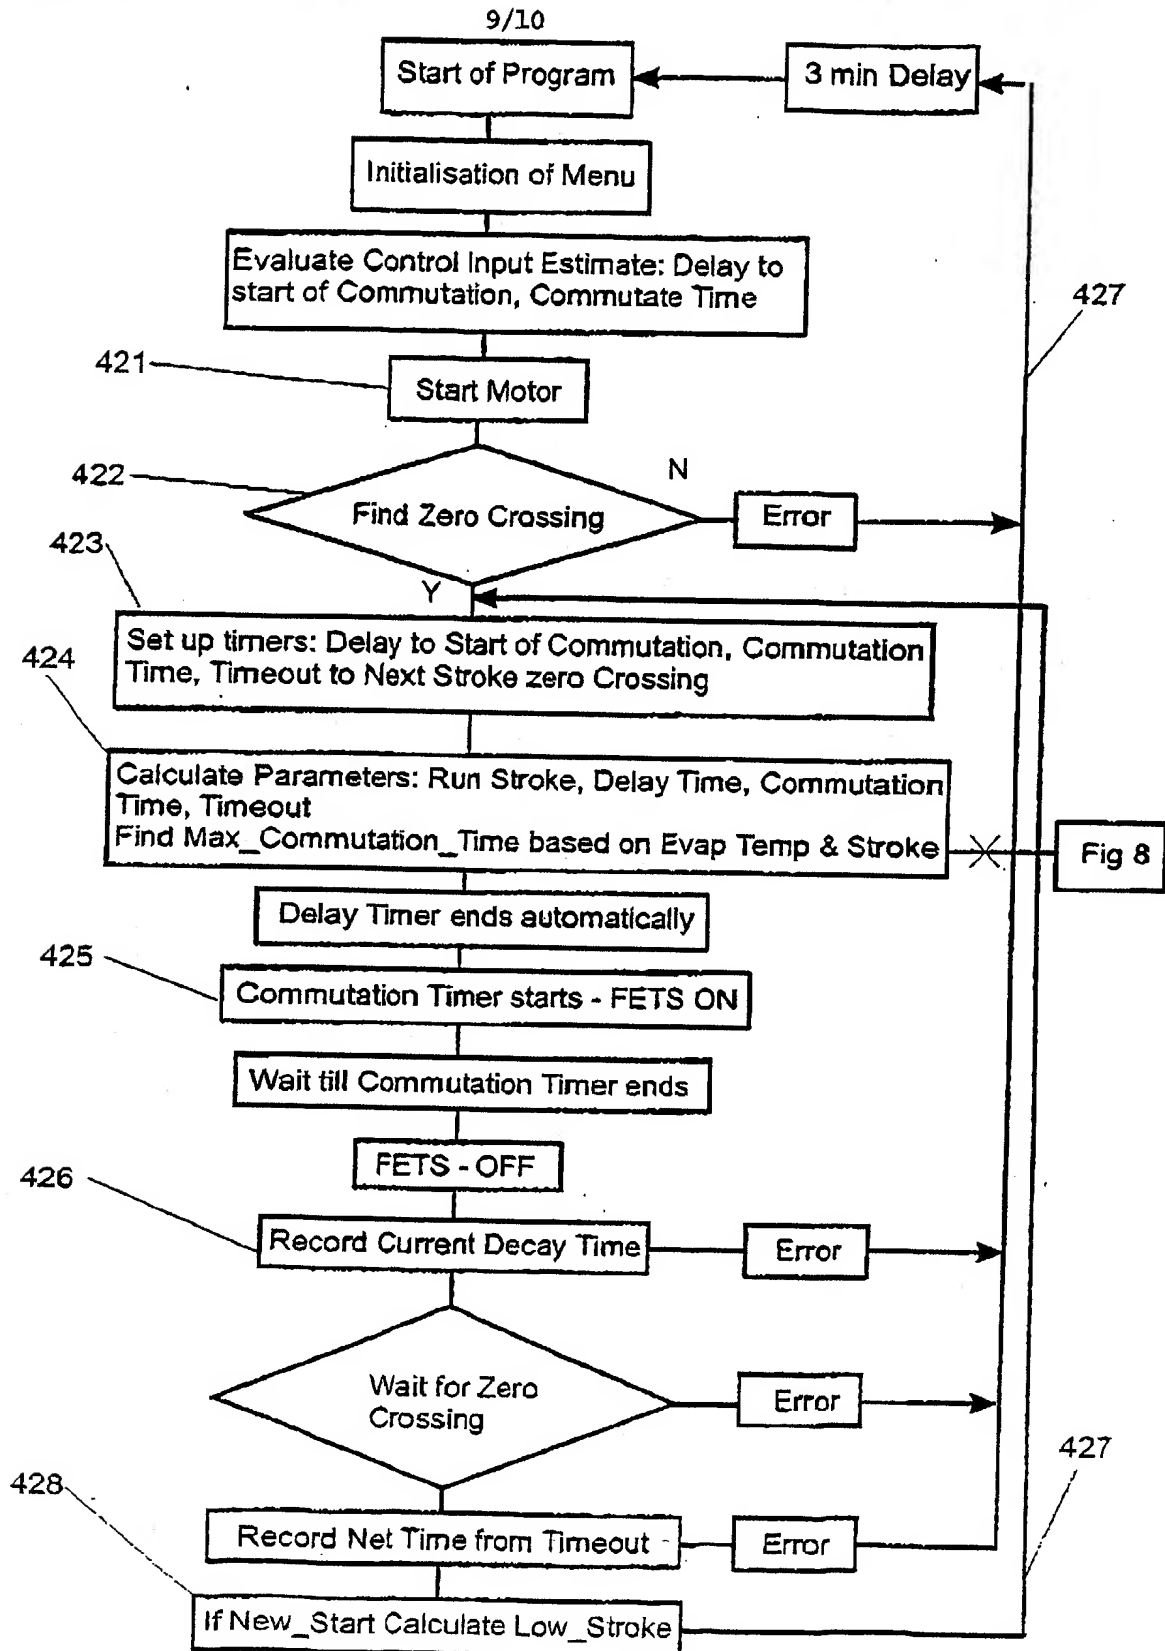 9/10
Start of Program
3 min Delay
Initialisation of Menu
Evaluate Control Input Estimate: Delay to
start of Commutation, Commutate Time
427
421
Start Motor
422
N
Find Zero Crossing
Error
423
Y
Set up timers: Delay to Start of Commutation, Commutation
Time, Timeout to Next Stroke zero Crossing
424
Calculate Parameters: Run Stroke, Delay Time, Commutation
Time, Timeout
Find Max_Commutation_Time based on Evap Temp & Stroke
Fig 8
Delay Timer ends automatically
425
Commutation Timer starts - FETS ON
Wait till Commutation Timer ends
FETS - OFF
426
Record Current Decay Time
Error
Wait for Zero
Crossing
Error
427
428
Record Net Time from Timeout
Error
If New_Start Calculate Low_Stroke